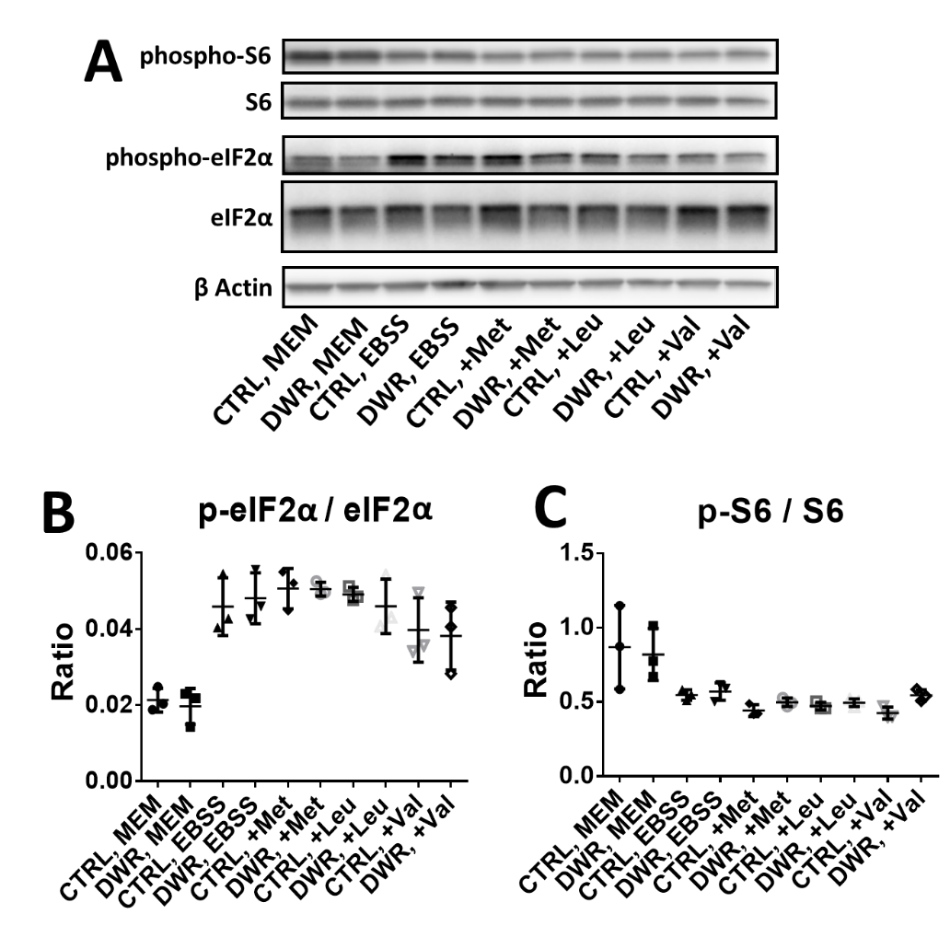 A
phospho-S6
S6
phospho-eIF2α
eIF2α
β Actin
CTRL, MEM
DWR, MEM
CTRL, EBSS
DWR, EBSS
CTRL, +Met
DWR, +Met
CTRL, +Leu
DWR, +Leu
CTRL, +Val
DWR, +Val
B
p-eIF2α / eIF2α
Ratio
0.06
0.04
0.02
0.00
CTRL, MEM
DWR, MEM
CTRL, EBSS
DWR, EBSS
CTRL, +Met
DWR, +Met
CTRL, +Leu
DWR, +Leu
CTRL, +Val
DWR, +Val
C
p-S6 / S6
Ratio
1.5
1.0
0.5
0.0
CTRL, MEM
DWR, MEM
CTRL, EBSS
DWR, EBSS
CTRL, +Met
DWR, +Met
CTRL, +Leu
DWR, +Leu
CTRL, +Val
DWR, +Val